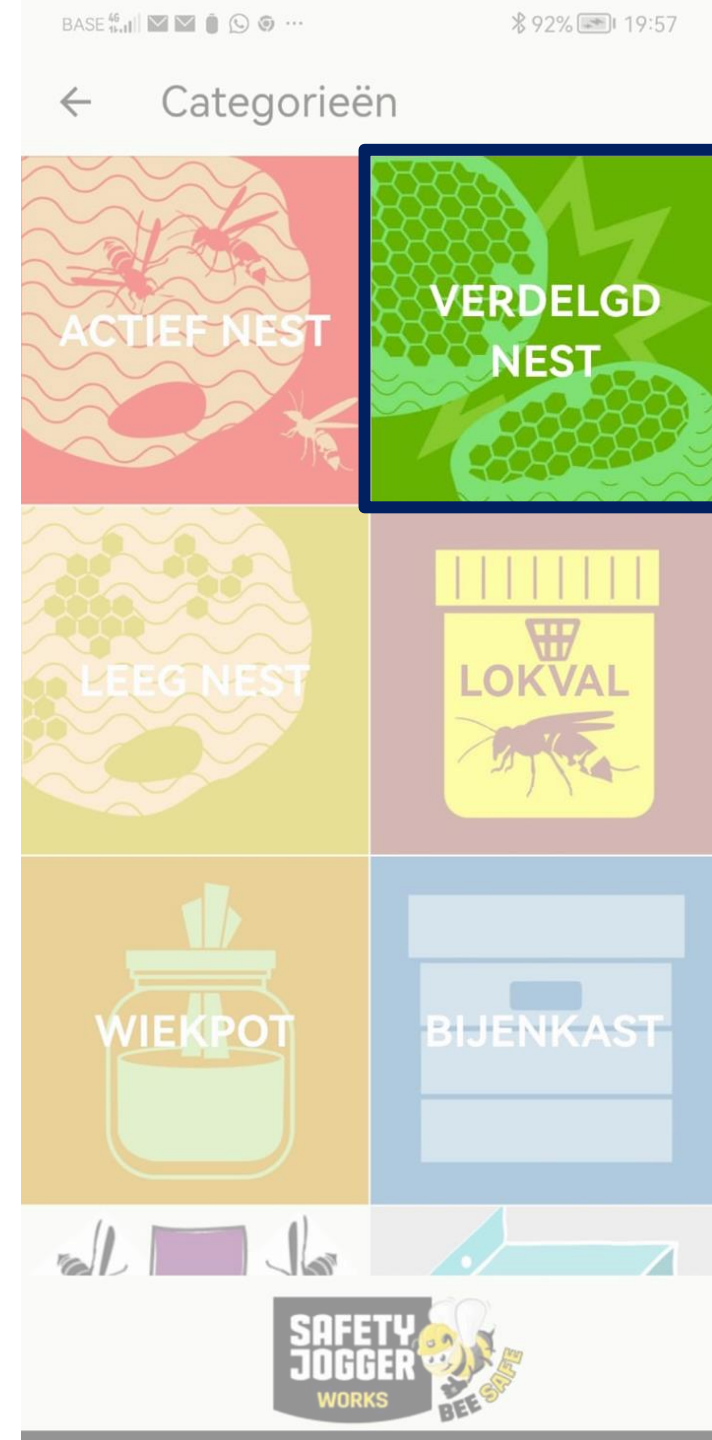 BASE 46 92% 19:57
Categorieën
ACTIEF NEST
VERDELGD
NEST
LEEG NEST
LOKVAL
WIEKPOT
BIJENKAST
SAFETY
JOGGER
WORKS
BEE SAFE